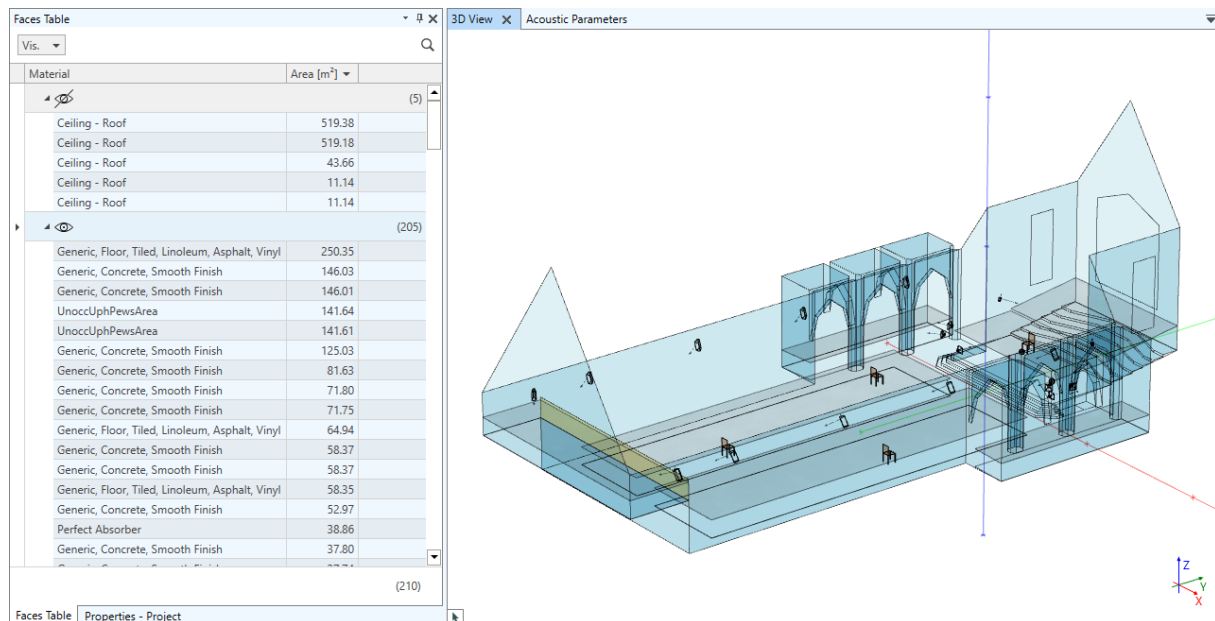 Faces Table
3D View
Acoustic Parameters
Vis.
Material Area [m²]
(5)
Ceiling - Roof 519.38
Ceiling - Roof 519.18
Ceiling - Roof 43.66
Ceiling - Roof 11.14
Ceiling - Roof 11.14
(205)
Generic, Floor, Tiled, Linoleum, Asphalt, Vinyl 250.35
Generic, Concrete, Smooth Finish 146.03
Generic, Concrete, Smooth Finish 146.01
UnoccUphPewsArea 141.64
UnoccUphPewsArea 141.61
Generic, Concrete, Smooth Finish 125.03
Generic, Concrete, Smooth Finish 81.63
Generic, Concrete, Smooth Finish 71.80
Generic, Concrete, Smooth Finish 71.75
Generic, Floor, Tiled, Linoleum, Asphalt, Vinyl 64.94
Generic, Concrete, Smooth Finish 58.37
Generic, Concrete, Smooth Finish 58.37
Generic, Floor, Tiled, Linoleum, Asphalt, Vinyl 58.35
Generic, Concrete, Smooth Finish 52.97
Perfect Absorber 38.86
Generic, Concrete, Smooth Finish 37.80
(210)
Z
Y
X
Faces Table
Properties - Project